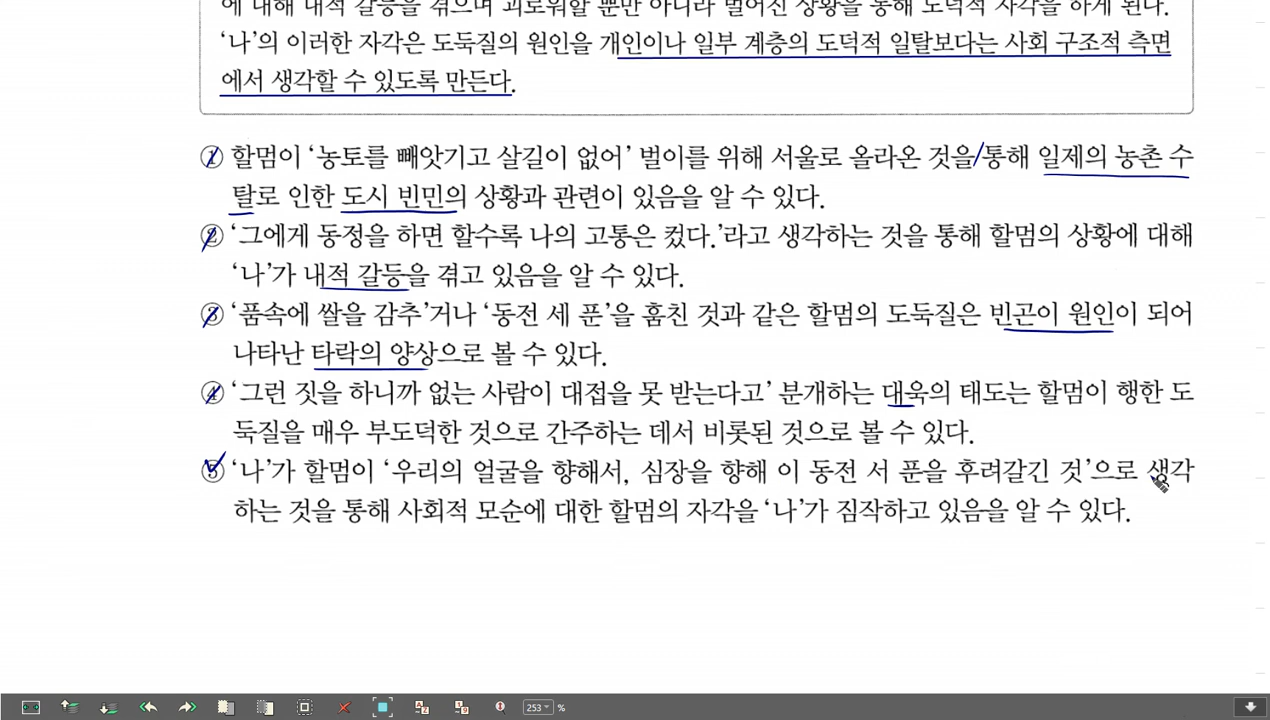 에 대해 내적 갈등을 겪으며 괴로워할 뿐만 아니라 벌어진 상황을 통해 도덕적 자각을 하게 된다.
‘나’의 이러한 자각은 도둑질의 원인을 개인이나 일부 계층의 도덕적 일탈보다는 사회 구조적 측면
에서 생각할 수 있도록 만든다.
① 할멈이 ‘농토를 빼앗기고 살길이 없어’ 벌이를 위해 서울로 올라온 것을/통해 일제의 농촌 수
탈로 인한 도시 빈민의 상황과 관련이 있음을 알 수 있다.
② ‘그에게 동정을 하면 할수록 나의 고통은 컸다.’라고 생각하는 것을 통해 할멈의 상황에 대해
‘나’가 내적 갈등을 겪고 있음을 알 수 있다.
③ ‘품속에 쌀을 감추’거나 ‘동전 세 푼’을 훔친 것과 같은 할멈의 도둑질은 빈곤이 원인이 되어
나타난 타락의 양상으로 볼 수 있다.
④ ‘그런 짓을 하니까 없는 사람이 대접을 못 받는다고’ 분개하는 대욱의 태도는 할멈이 행한 도
둑질을 매우 부도덕한 것으로 간주하는 데서 비롯된 것으로 볼 수 있다.
⑤ ‘나’가 할멈이 ‘우리의 얼굴을 향해서, 심장을 향해 이 동전 서 푼을 후려갈긴 것’으로 생각
하는 것을 통해 사회적 모순에 대한 할멈의 자각을 ‘나’가 짐작하고 있음을 알 수 있다.
253 %